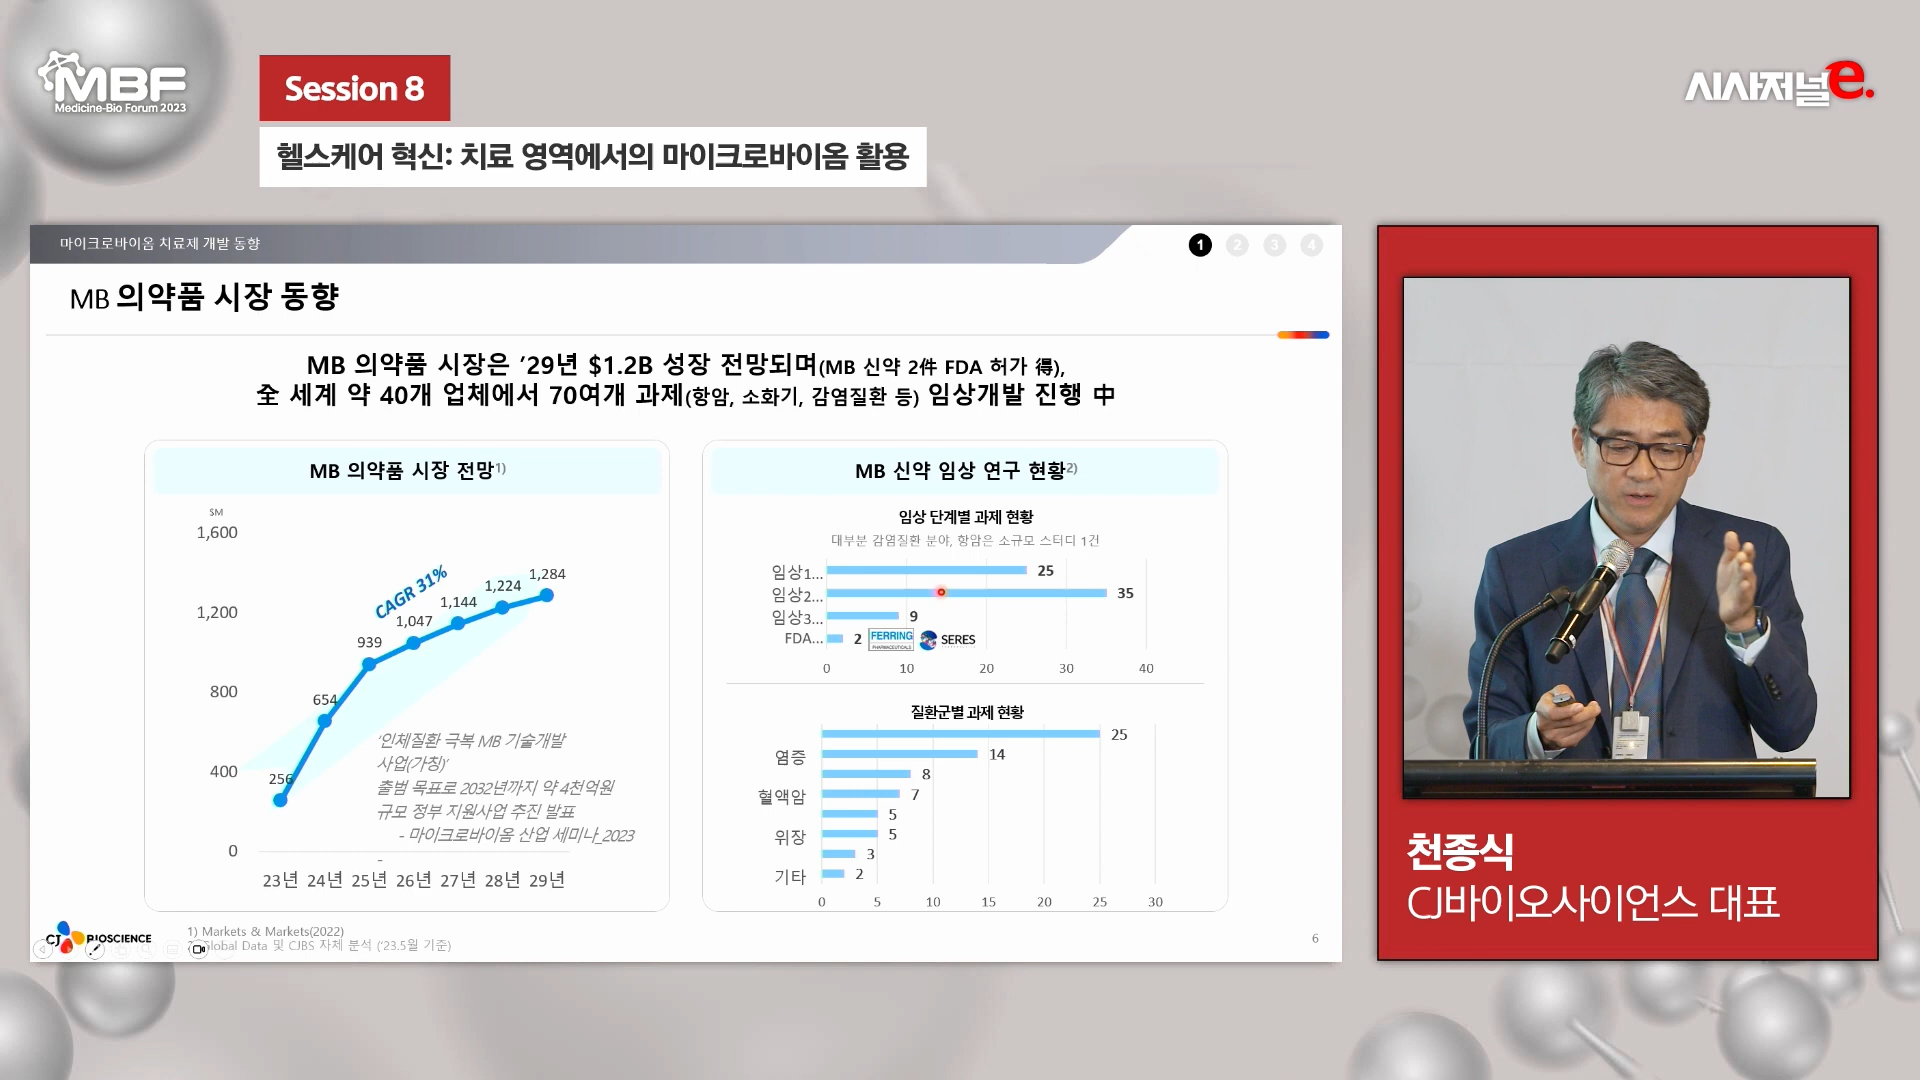 MBF
Medicine-Bio Forum 2023
Session 8
헬스케어 혁신: 치료 영역에서의 마이크로바이옴 활용
시사저널e.
마이크로바이옴 치료제 개발 동향
1 2 3 4
MB 의약품 시장 동향
MB 의약품 시장은 ’29년 $1.2B 성장 전망되며(MB 신약 2件 FDA 허가 得),
全 세계 약 40개 업체에서 70여개 과제(항암, 소화기, 감염질환 등) 임상개발 진행 中
MB 의약품 시장 전망1)
$M
1,600
1,200
800
400
0
CAGR 31%
256
654
939
1,047
1,144
1,224
1,284
‘인체질환 극복 MB 기술개발
사업(가칭)’
출범 목표로 2032년까지 약 4천억원
규모 정부 지원사업 추진 발표
- 마이크로바이옴 산업 세미나_2023
-
23년 24년 25년 26년 27년 28년 29년
MB 신약 임상 연구 현황2)
임상 단계별 과제 현황
대부분 감염질환 분야, 항암은 소규모 스터디 1건
임상1... 25
임상2... 35
임상3... 9
FDA... 2 FERRING PHARMACEUTICALS SERES
0 10 20 30 40
질환군별 과제 현황
25
염증 14
8
혈액암 7
5
위장 5
3
기타 2
0 5 10 15 20 25 30
CJ BIOSCIENCE
1) Markets & Markets(2022)
Global Data 및 CJBS 자체 분석 (‘23.5월 기준)
6
천종식
CJ바이오사이언스 대표